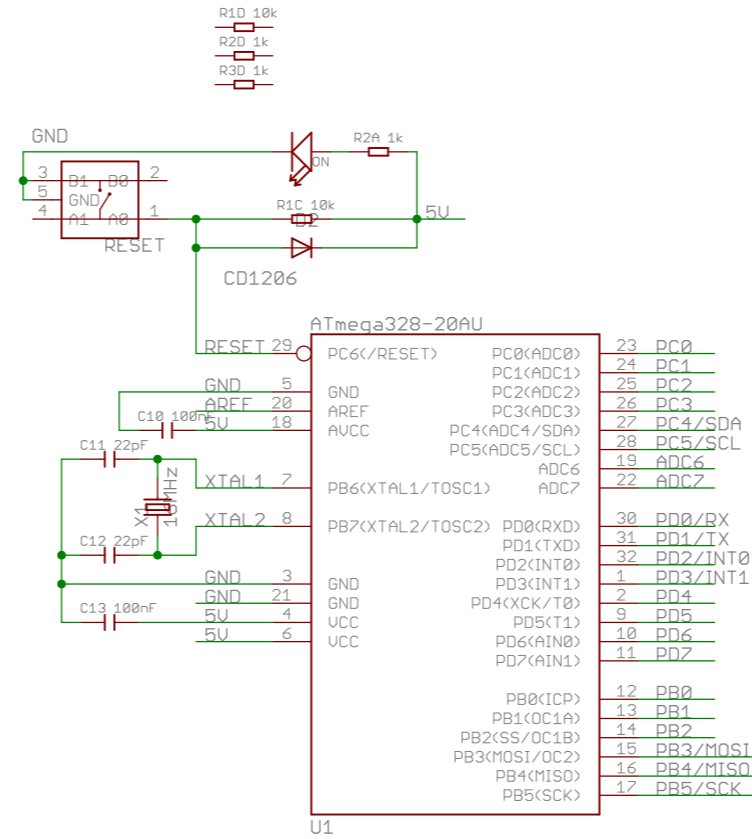 R1D 10k
R2D 1k
R3D 1k
GND
R2A 1k
ON
3 B1 B0 2
5 GND
4 A1 A0 1
RESET
R1C 10k
D2
5V
CD1206
ATmega328-20AU
RESET 29 PC6(/RESET) PC0(ADC0) 23 PC0
PC1(ADC1) 24 PC1
GND 5 GND PC2(ADC2) 25 PC2
AREF 20 AREF PC3(ADC3) 26 PC3
C10 100nF
5V 18 AVCC PC4(ADC4/SDA) 27 PC4/SDA
PC5(ADC5/SCL) 28 PC5/SCL
C11 22pF
ADC6 19 ADC6
XTAL1 7 PB6(XTAL1/TOSC1) ADC7 22 ADC7
X1
16MHz
XTAL2 8 PB7(XTAL2/TOSC2) PD0(RXD) 30 PD0/RX
PD1(TXD) 31 PD1/TX
C12 22pF
PD2(INT0) 32 PD2/INT0
GND 3 GND PD3(INT1) 1 PD3/INT1
GND 21 GND PD4(XCK/T0) 2 PD4
C13 100nF
5V 4 VCC PD5(T1) 9 PD5
5V 6 VCC PD6(AIN0) 10 PD6
PD7(AIN1) 11 PD7
PB0(ICP) 12 PB0
PB1(OC1A) 13 PB1
PB2(SS/OC1B) 14 PB2
PB3(MOSI/OC2) 15 PB3/MOSI
PB4(MISO) 16 PB4/MISO
PB5(SCK) 17 PB5/SCK
U1